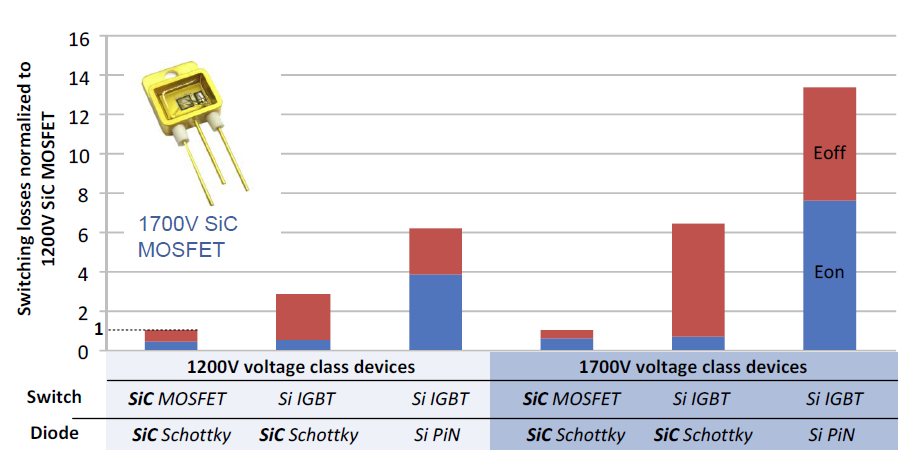 Switching losses normalized to
1200V SiC MOSFET
16
14
12
10
8
6
4
2
1
0
1700V SiC
MOSFET
Eoff
Eon
1200V voltage class devices 1700V voltage class devices
Switch SiC MOSFET Si IGBT Si IGBT SiC MOSFET Si IGBT Si IGBT
Diode SiC Schottky SiC Schottky Si PiN SiC Schottky SiC Schottky Si PiN